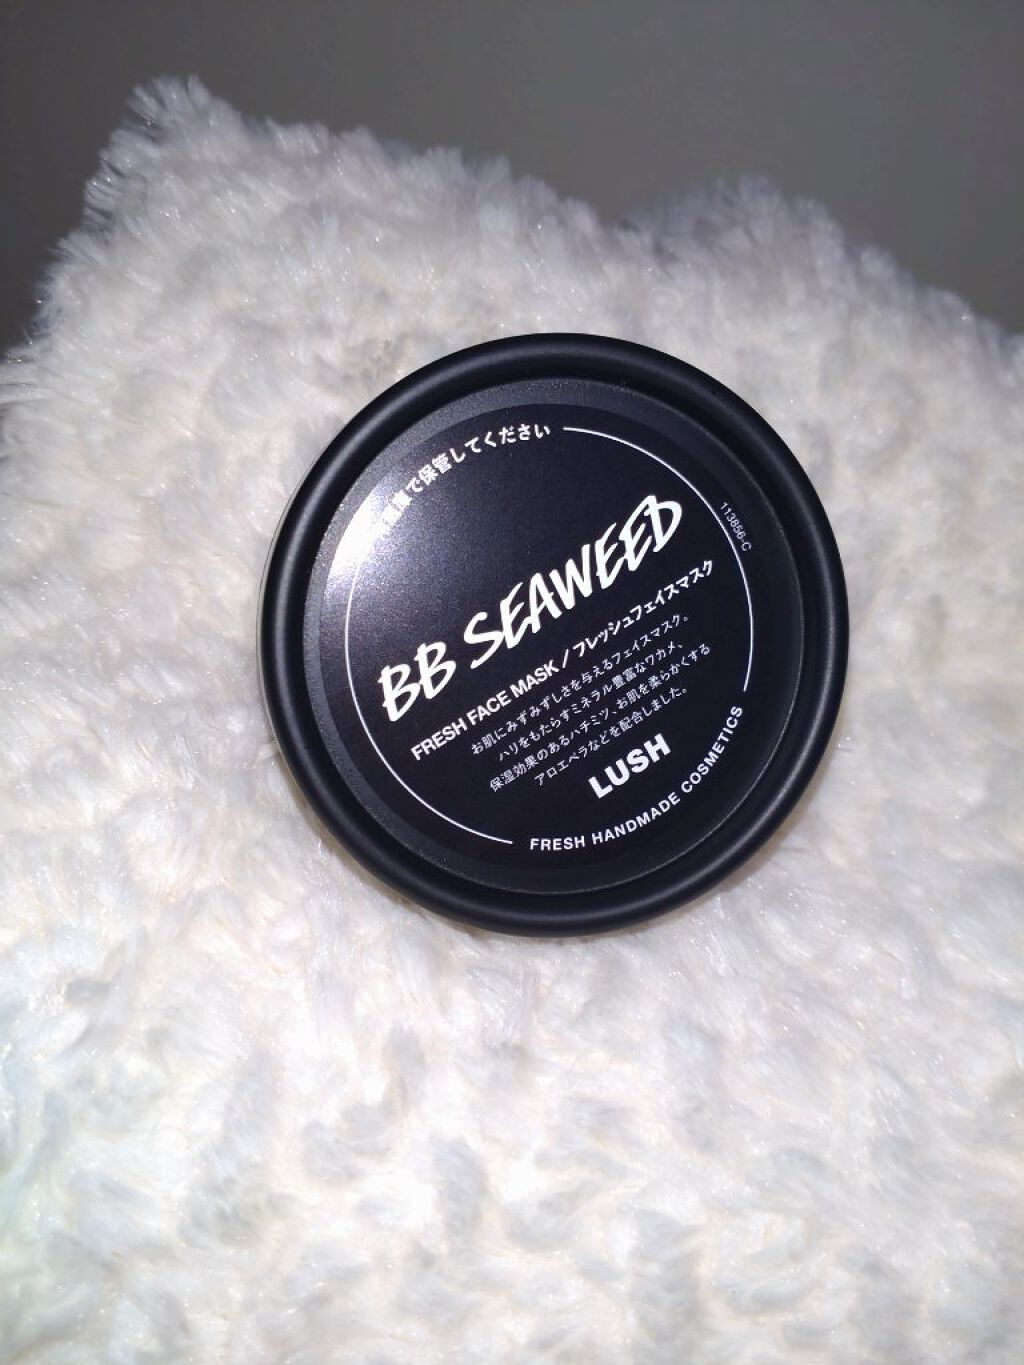 で保管してください
113856-C
BB SEAWEED
FRESH FACE MASK / フレッシュフェイスマスク
お肌にみずみずしさを与えるフェイスマスク。
ハリをもたらすミネラル豊富なワカメ、
保湿効果のあるハチミツ、お肌を柔らかくする
アロエベラなどを配合しました。
LUSH
FRESH HANDMADE COSMETICS